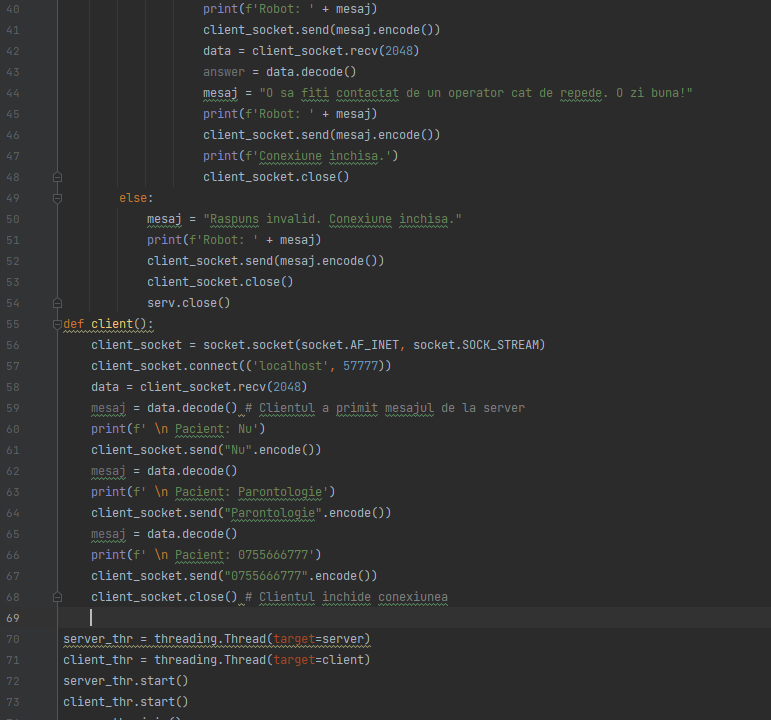 40 print(f'Robot: ' + mesaj)
41 client_socket.send(mesaj.encode())
42 data = client_socket.recv(2048)
43 answer = data.decode()
44 mesaj = "O sa fiti contactat de un operator cat de repede. O zi buna!"
45 print(f'Robot: ' + mesaj)
46 client_socket.send(mesaj.encode())
47 print(f'Conexiune inchisa.')
48 client_socket.close()
49 else:
50 mesaj = "Raspuns invalid. Conexiune inchisa."
51 print(f'Robot: ' + mesaj)
52 client_socket.send(mesaj.encode())
53 client_socket.close()
54 serv.close()
55 def client():
56 client_socket = socket.socket(socket.AF_INET, socket.SOCK_STREAM)
57 client_socket.connect(('localhost', 57777))
58 data = client_socket.recv(2048)
59 mesaj = data.decode() # Clientul a primit mesajul de la server
60 print(f' \n Pacient: Nu')
61 client_socket.send("Nu".encode())
62 mesaj = data.decode()
63 print(f' \n Pacient: Parontologie')
64 client_socket.send("Parontologie".encode())
65 mesaj = data.decode()
66 print(f' \n Pacient: 0755666777')
67 client_socket.send("0755666777".encode())
68 client_socket.close() # Clientul inchide conexiunea
69
70 server_thr = threading.Thread(target=server)
71 client_thr = threading.Thread(target=client)
72 server_thr.start()
73 client_thr.start()